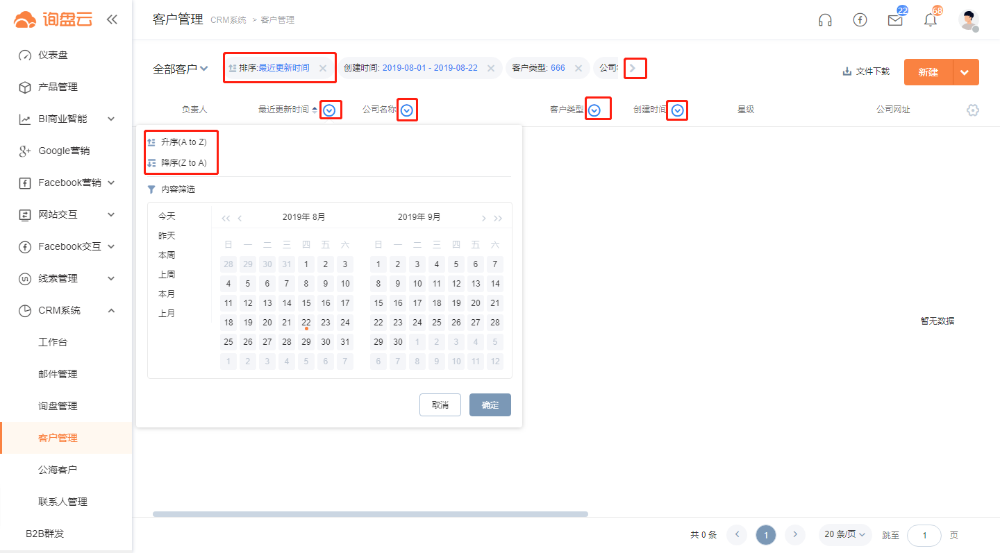 询盘云
客户管理 CRM系统 > 客户管理
22
68
仪表盘
产品管理
BI商业智能
Google营销
Facebook营销
网站交互
Facebook交互
线索管理
CRM系统
工作台
邮件管理
询盘管理
客户管理
公海客户
联系人管理
B2B群发
全部客户
排序:最近更新时间
创建时间: 2019-08-01 - 2019-08-22
客户类型: 666
公司
文件下载
新建
负责人 最近更新时间 公司名称 客户类型 创建时间 星级 公司网址
升序(A to Z)
降序(Z to A)
内容筛选
今天
昨天
本周
上周
本月
上月
2019年 8月
日 一 二 三 四 五 六
28 29 30 31 1 2 3
4 5 6 7 8 9 10
11 12 13 14 15 16 17
18 19 20 21 22 23 24
25 26 27 28 29 30 31
1 2 3 4 5 6 7
2019年 9月
日 一 二 三 四 五 六
1 2 3 4 5 6 7
8 9 10 11 12 13 14
15 16 17 18 19 20 21
22 23 24 25 26 27 28
29 30 1 2 3 4 5
6 7 8 9 10 11 12
取消 确定
暂无数据
共 0 条 1 20 条/页 跳至 1 页